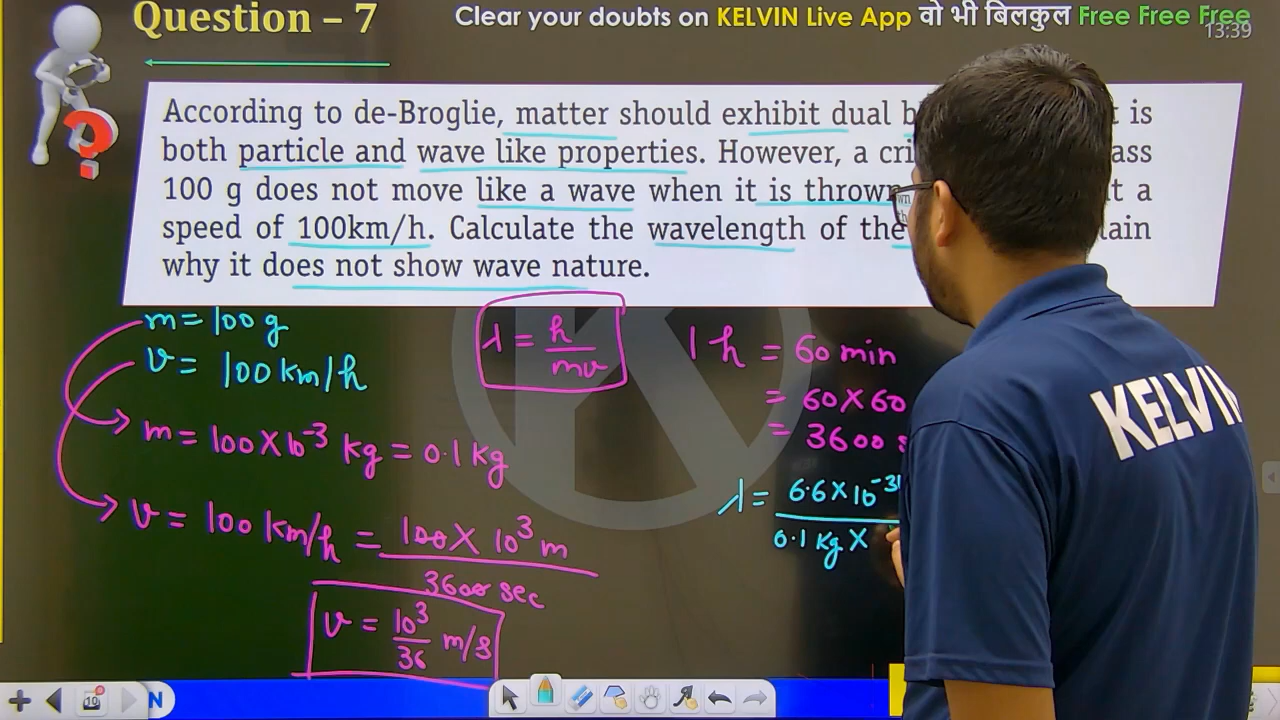 Question – 7
Clear your doubts on KELVIN Live App वो भी बिलकुल Free Free Free
13:39
According to de-Broglie, matter should exhibit dual b t is
both particle and wave like properties. However, a cri ass
100 g does not move like a wave when it is thrown t a
speed of 100km/h. Calculate the wavelength of the lain
why it does not show wave nature.
m = 100 g
v = 100 km/h
λ = h/mv
1 h = 60 min
= 60 × 60
= 3600 s
m = 100 × 10⁻³ kg = 0.1 kg
v = 100 km/h = 100 × 10³ m / 3600 sec
v = 10³/36 m/s
λ = 6.6 × 10⁻³⁴ / 0.1 kg ×
KELVIN
N